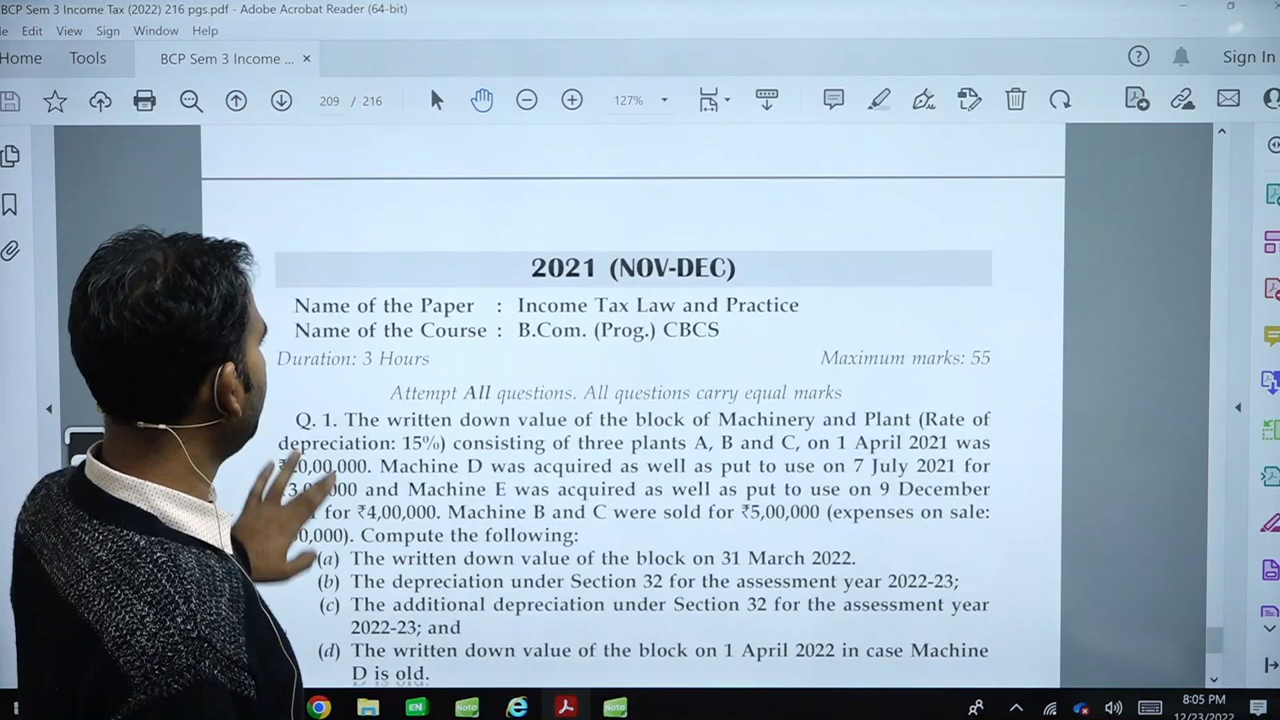 BCP Sem 3 Income Tax (2022) 216 pgs.pdf - Adobe Acrobat Reader (64-bit)
Edit View Sign Window Help
Home Tools BCP Sem 3 Income ... × Sign In
209 / 216 127%
2021 (NOV-DEC)
Name of the Paper : Income Tax Law and Practice
Name of the Course : B.Com. (Prog.) CBCS
Duration: 3 Hours Maximum marks: 55
Attempt All questions. All questions carry equal marks
Q. 1. The written down value of the block of Machinery and Plant (Rate of
depreciation: 15%) consisting of three plants A, B and C, on 1 April 2021 was
0,00,000. Machine D was acquired as well as put to use on 7 July 2021 for
and Machine E was acquired as well as put to use on 9 December
for ₹4,00,000. Machine B and C were sold for ₹5,00,000 (expenses on sale:
0,000). Compute the following:
(a) The written down value of the block on 31 March 2022.
(b) The depreciation under Section 32 for the assessment year 2022-23;
(c) The additional depreciation under Section 32 for the assessment year
2022-23; and
(d) The written down value of the block on 1 April 2022 in case Machine
D is old.
EN Note Note 8:05 PM
12/23/2022